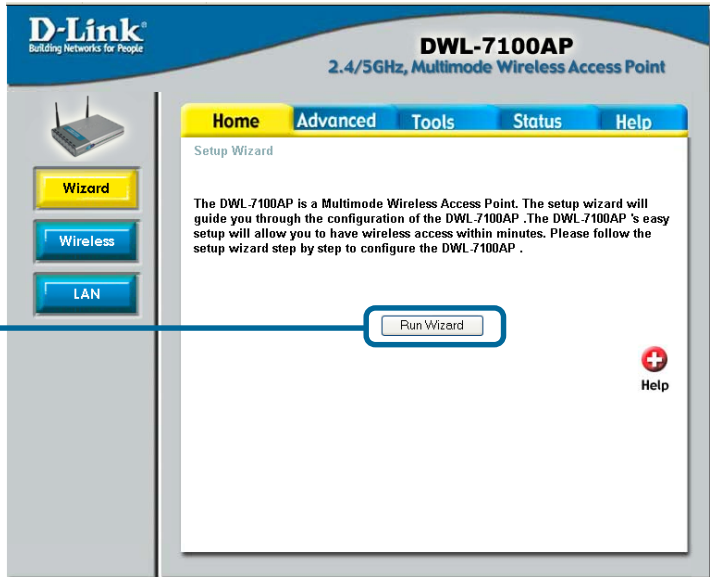 D-Link®
Building Networks for People
DWL-7100AP
2.4/5GHz, Multimode Wireless Access Point
Home Advanced Tools Status Help
Wizard
Wireless
LAN
Setup Wizard
The DWL-7100AP is a Multimode Wireless Access Point. The setup wizard will
guide you through the configuration of the DWL-7100AP .The DWL-7100AP 's easy
setup will allow you to have wireless access within minutes. Please follow the
setup wizard step by step to configure the DWL-7100AP .
Run Wizard
Help